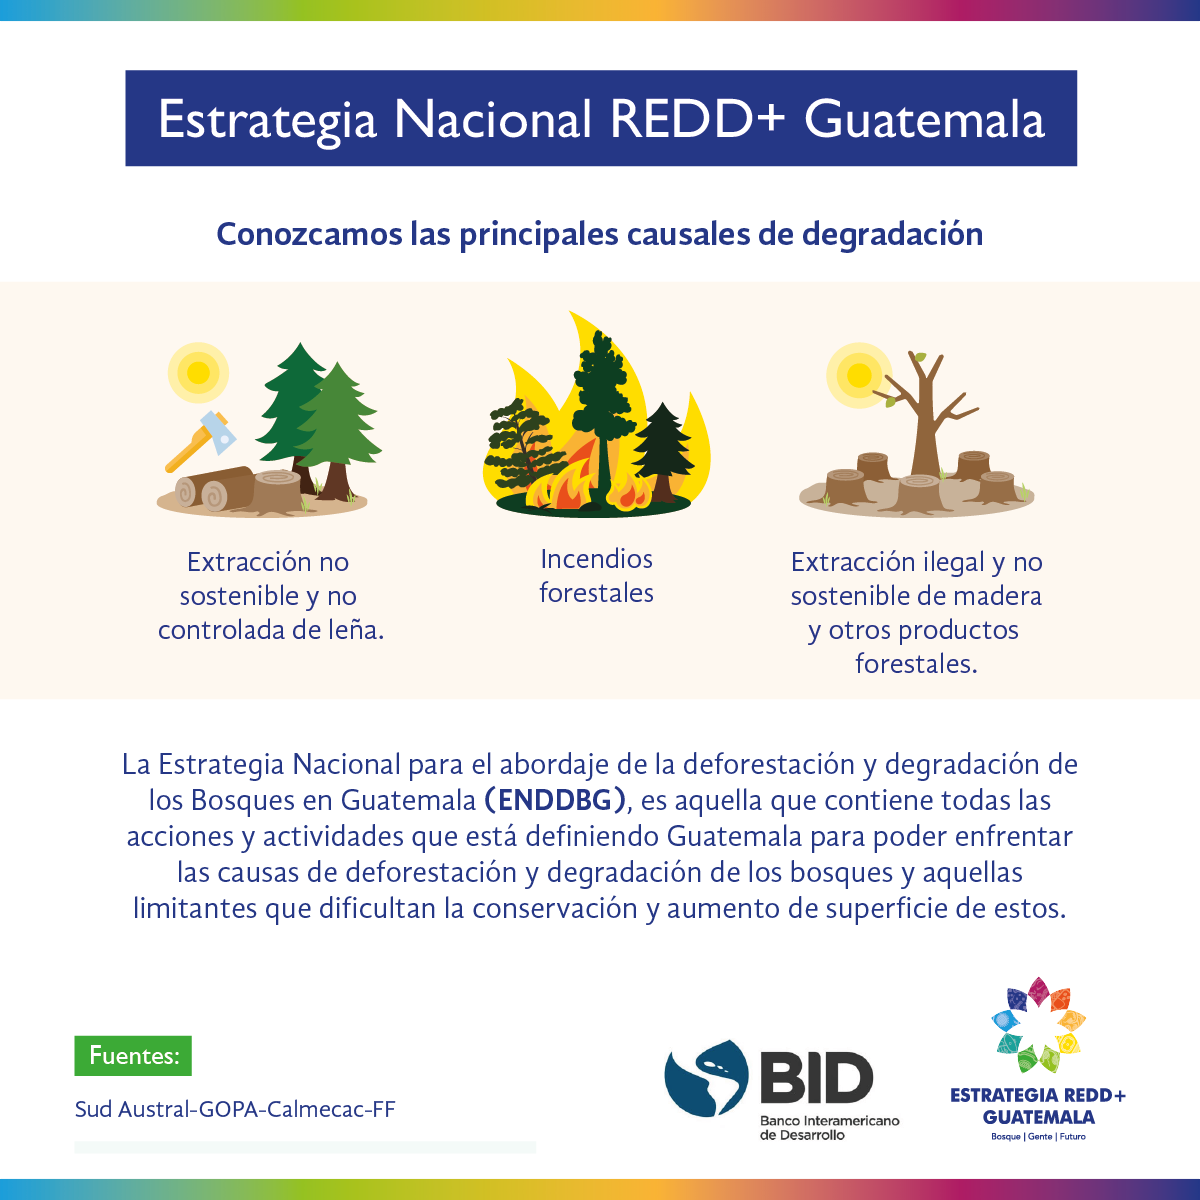 Estrategia Nacional REDD+ Guatemala
Conozcamos las principales causales de degradación
Extracción no
sostenible y no
controlada de leña.
Incendios
forestales
Extracción ilegal y no
sostenible de madera
y otros productos
forestales.
La Estrategia Nacional para el abordaje de la deforestación y degradación de
los Bosques en Guatemala (ENDDBG), es aquella que contiene todas las
acciones y actividades que está definiendo Guatemala para poder enfrentar
las causas de deforestación y degradación de los bosques y aquellas
limitantes que dificultan la conservación y aumento de superficie de estos.
Fuentes:
Sud Austral-GOPA-Calmecac-FF
BID
Banco Interamericano
de Desarrollo
ESTRATEGIA REDD+
GUATEMALA
Bosque | Gente | Futuro